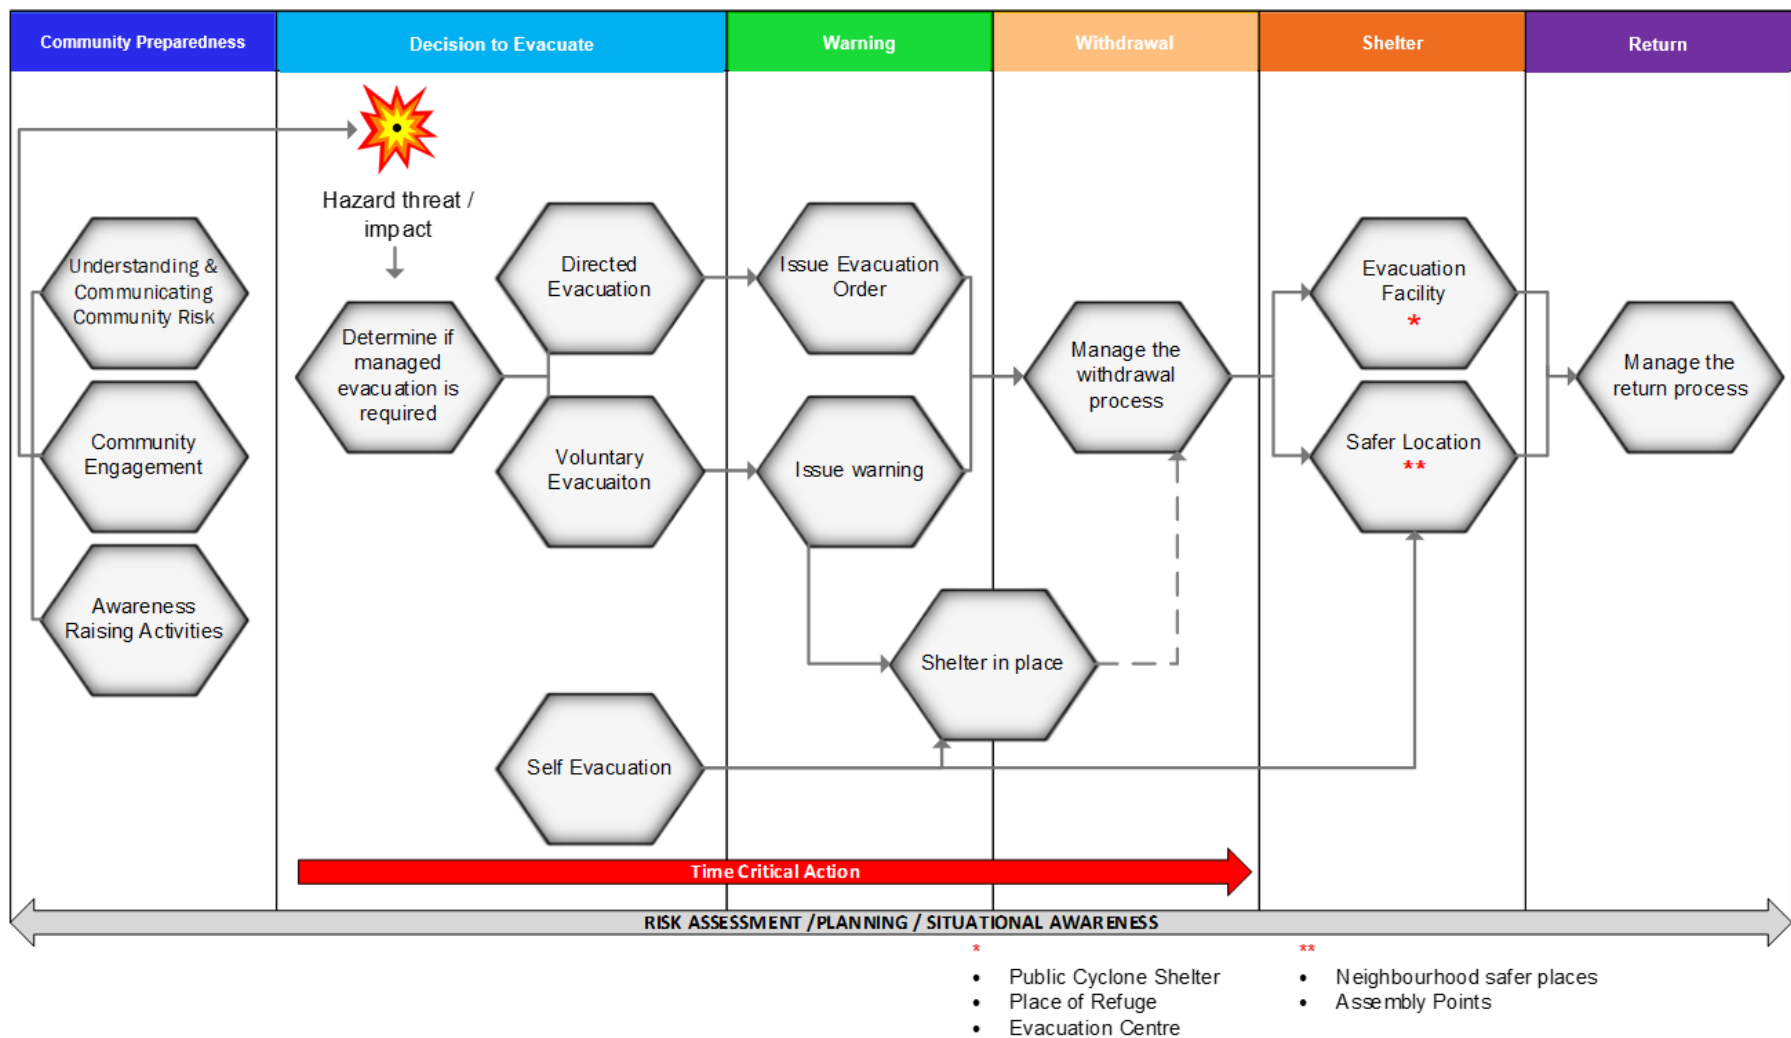 Community Preparedness
Decision to Evacuate
Warning
Withdrawal
Shelter
Return
Hazard threat /
impact
Understanding &
Communicating
Community Risk
Community
Engagement
Awareness
Raising Activities
Determine if
managed
evacuation is
required
Directed
Evacuation
Voluntary
Evacuaiton
Self Evacuation
Issue Evacuation
Order
Issue warning
Shelter in place
Manage the
withdrawal
process
Evacuation
Facility
*
Safer Location
**
Manage the
return process
Time Critical Action
RISK ASSESSMENT /PLANNING / SITUATIONAL AWARENESS
*
• Public Cyclone Shelter
• Place of Refuge
• Evacuation Centre
**
• Neighbourhood safer places
• Assembly Points